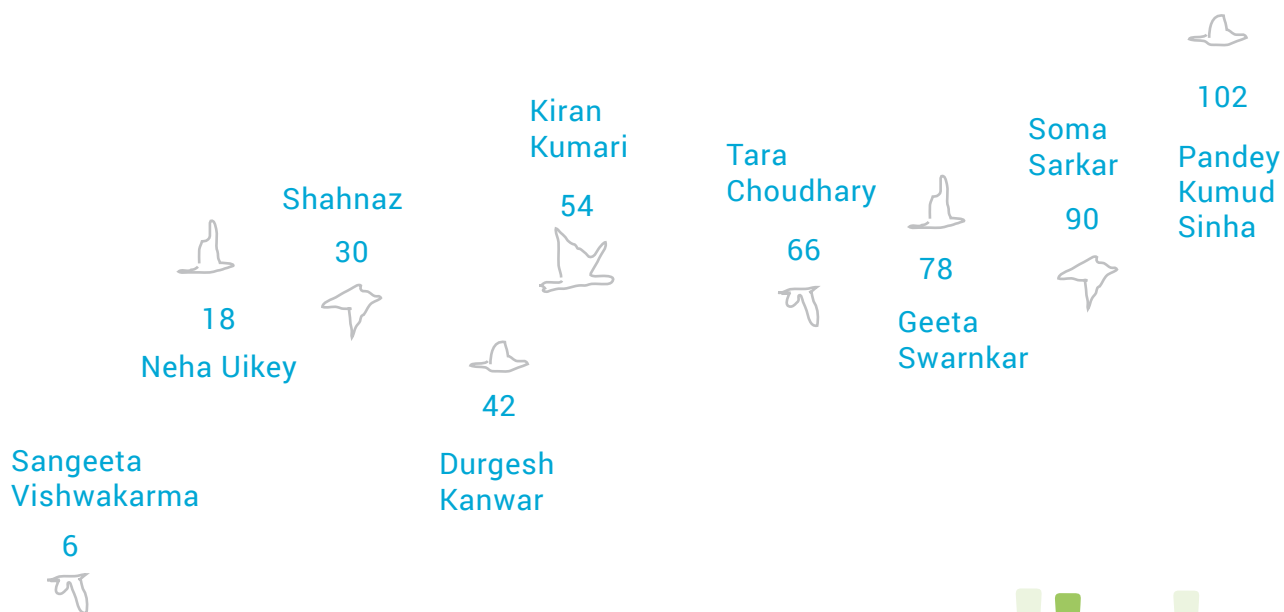 Sangeeta
Vishwakarma
6
18
Neha Uikey
Shahnaz
30
42
Durgesh
Kanwar
Kiran
Kumari
54
Tara
Choudhary
66
78
Geeta
Swarnkar
Soma
Sarkar
90
102
Pandey
Kumud
Sinha